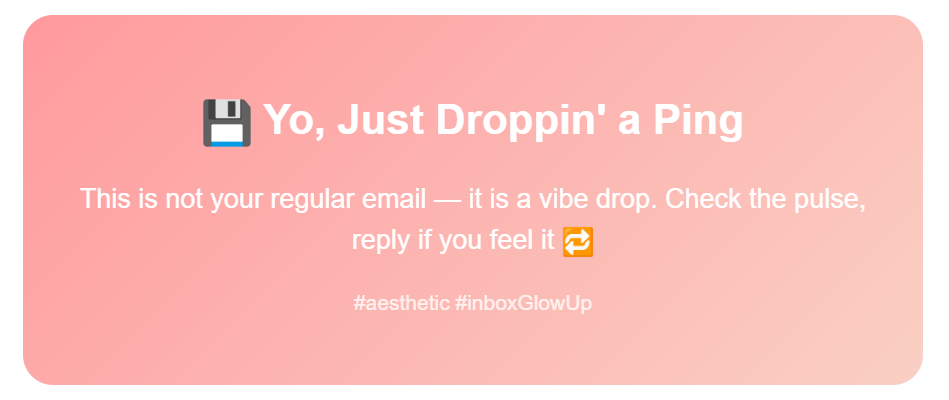 💾 Yo, Just Droppin' a Ping
This is not your regular email — it is a vibe drop. Check the pulse,
reply if you feel it 🔁
#aesthetic #inboxGlowUp